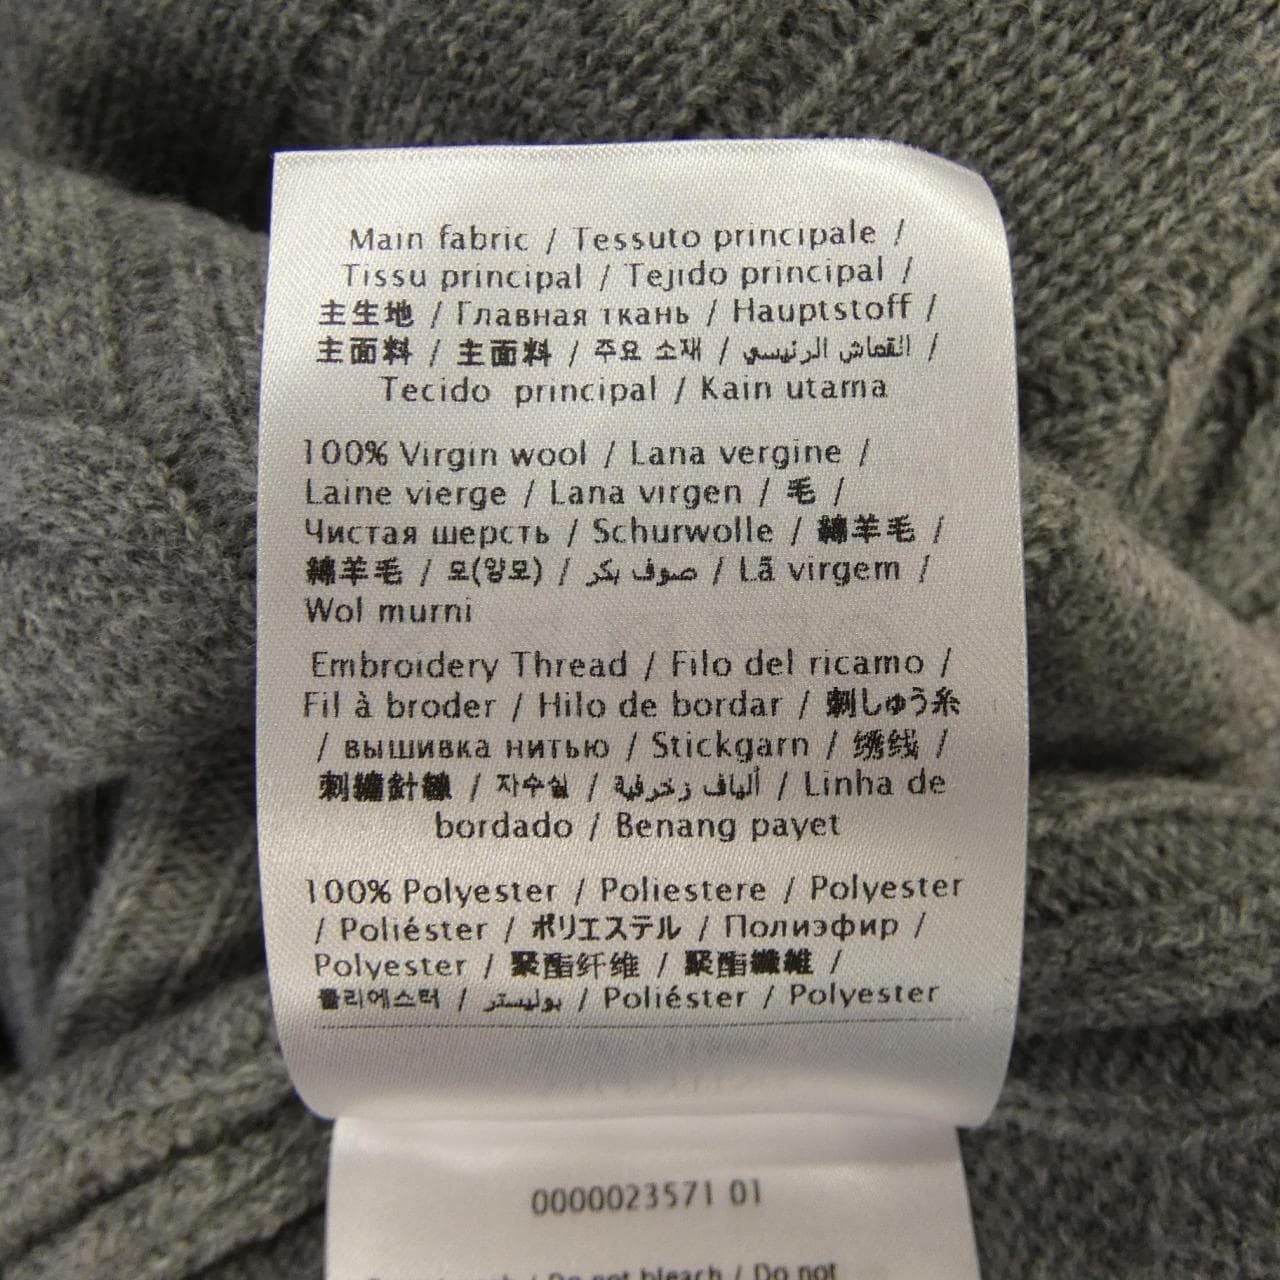 Main fabric / Tessuto principale /
Tissu principal / Tejido principal /
主生地 / Главная ткань / Hauptstoff /
主面料 / 主面料 / 주요 소재 / القماش الرئيسي /
Tecido principal / Kain utama
100% Virgin wool / Lana vergine /
Laine vierge / Lana virgen / 毛 /
Чистая шерсть / Schurwolle / 綿羊毛 /
綿羊毛 / 모(양모) / صوف بكر / Lã virgem /
Wol murni
Embroidery Thread / Filo del ricamo /
Fil à broder / Hilo de bordar / 刺しゅう糸
/ вышивка нитью / Stickgarn / 绣线 /
刺繡針線 / 자수실 / ألياف زخرفية / Linha de
bordado / Benang payet
100% Polyester / Poliestere / Polyester
/ Poliéster / ポリエステル / Полиэфир /
Polyester / 聚酯纤维 / 聚酯纖維 /
폴리에스터 / بوليستر / Poliéster / Polyester
0000023571 01
/ Do not bleach / Do not